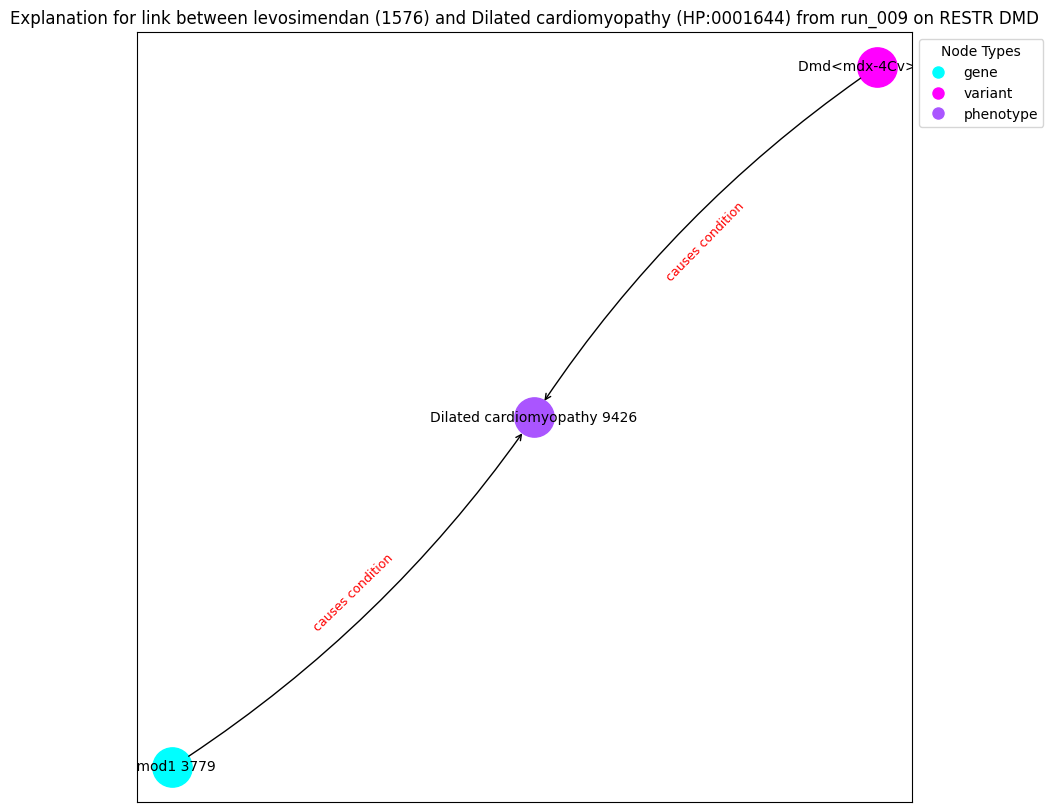 Explanation for link between levosimendan (1576) and Dilated cardiomyopathy (HP:0001644) from run_009 on RESTR DMD
Node Types
gene
variant
phenotype
Dmd<mdx-4Cv>
causes condition
Dilated cardiomyopathy 9426
causes condition
mod1 3779